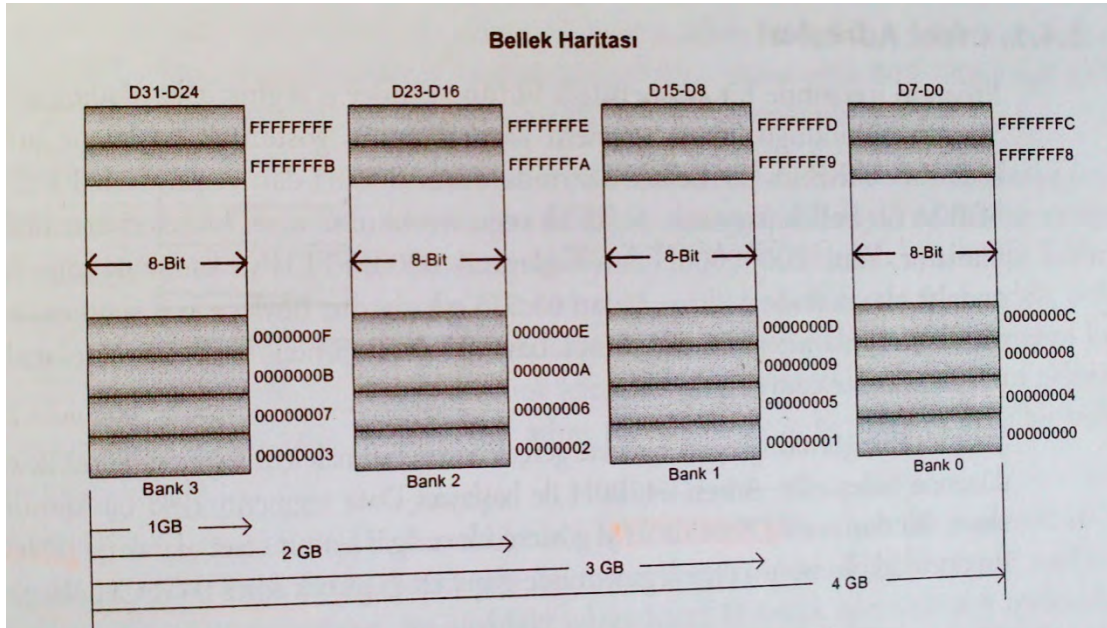 Bellek Haritası
D31-D24 D23-D16 D15-D8 D7-D0
FFFFFFFF FFFFFFFE FFFFFFFD FFFFFFFC
FFFFFFFB FFFFFFFA FFFFFFF9 FFFFFFF8
8-Bit 8-Bit 8-Bit 8-Bit
0000000F 0000000E 0000000D 0000000C
0000000B 0000000A 00000009 00000008
00000007 00000006 00000005 00000004
00000003 00000002 00000001 00000000
Bank 3 Bank 2 Bank 1 Bank 0
1GB
2 GB
3 GB
4 GB